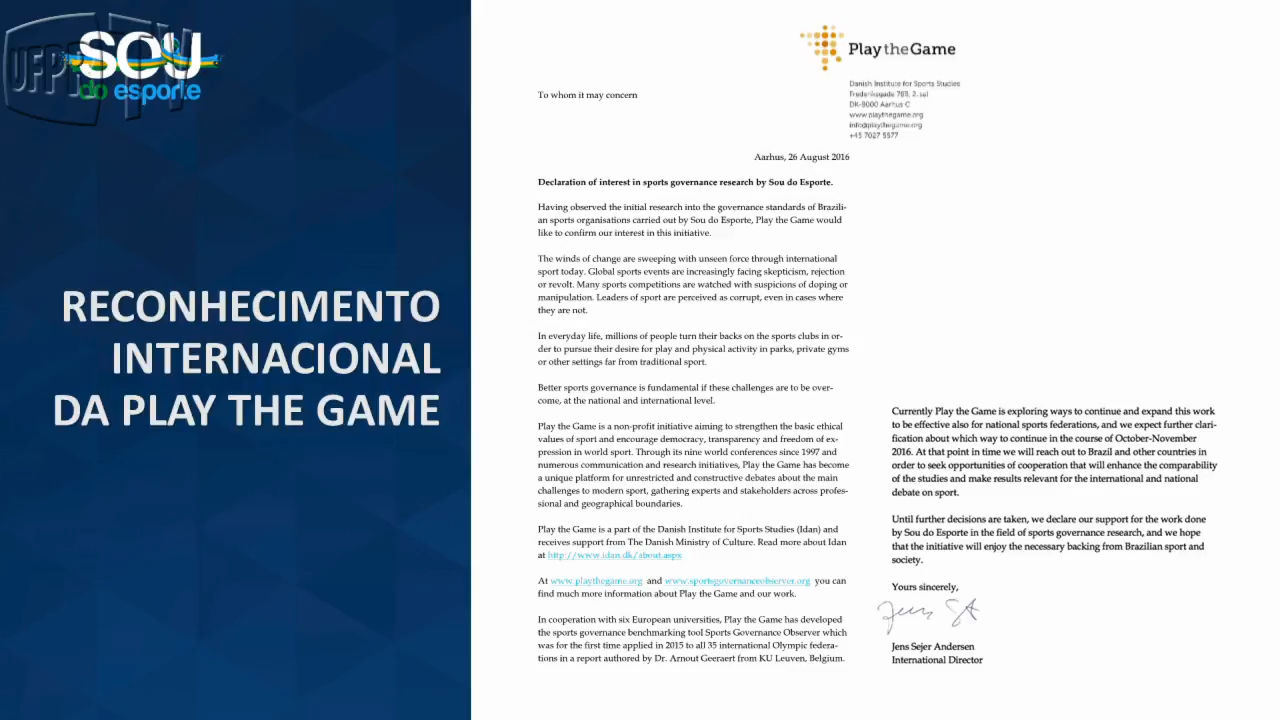 UFPR TV
SOU
do esporte
RECONHECIMENTO
INTERNACIONAL
DA PLAY THE GAME
Play the Game
Danish Institute for Sports Studies
Frederiksgade 78B, 2. sal
DK-8000 Aarhus C
www.playthegame.org
info@playthegame.org
+45 7027 5577
To whom it may concern
Aarhus, 26 August 2016
Declaration of interest in sports governance research by Sou do Esporte.
Having observed the initial research into the governance standards of Brazili-
an sports organisations carried out by Sou do Esporte, Play the Game would
like to confirm our interest in this initiative.
The winds of change are sweeping with unseen force through international
sport today. Global sports events are increasingly facing skepticism, rejection
or revolt. Many sports competitions are watched with suspicions of doping or
manipulation. Leaders of sport are perceived as corrupt, even in cases where
they are not.
In everyday life, millions of people turn their backs on the sports clubs in or-
der to pursue their desire for play and physical activity in parks, private gyms
or other settings far from traditional sport.
Better sports governance is fundamental if these challenges are to be over-
come, at the national and international level.
Play the Game is a non-profit initiative aiming to strengthen the basic ethical
values of sport and encourage democracy, transparency and freedom of ex-
pression in world sport. Through its nine world conferences since 1997 and
numerous communication and research initiatives, Play the Game has become
a unique platform for unrestricted and constructive debates about the main
challenges to modern sport, gathering experts and stakeholders across profes-
sional and geographical boundaries.
Play the Game is a part of the Danish Institute for Sports Studies (Idan) and
receives support from The Danish Ministry of Culture. Read more about Idan
at http://www.idan.dk/about.aspx
At www.playthegame.org and www.sportsgovernanceobserver.org you can
find much more information about Play the Game and our work.
In cooperation with six European universities, Play the Game has developed
the sports governance benchmarking tool Sports Governance Observer which
was for the first time applied in 2015 to all 35 international Olympic federa-
tions in a report authored by Dr. Arnout Geeraert from KU Leuven, Belgium.
Currently Play the Game is exploring ways to continue and expand this work
to be effective also for national sports federations, and we expect further clari-
fication about which way to continue in the course of October-November
2016. At that point in time we will reach out to Brazil and other countries in
order to seek opportunities of cooperation that will enhance the comparability
of the studies and make results relevant for the international and national
debate on sport.
Until further decisions are taken, we declare our support for the work done
by Sou do Esporte in the field of sports governance research, and we hope
that the initiative will enjoy the necessary backing from Brazilian sport and
society.
Yours sincerely,
Jens Sejer Andersen
International Director